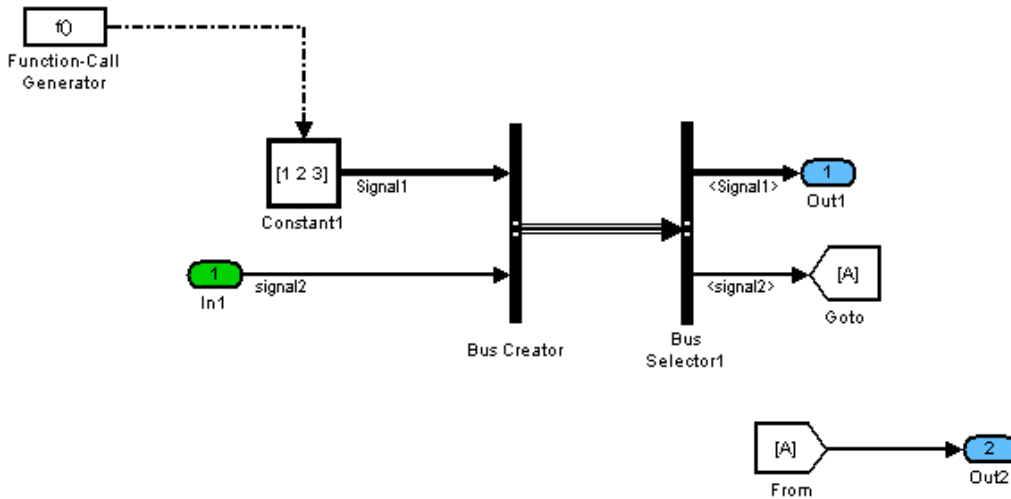 f()
Function-Call
Generator
[1 2 3]
Signal1
Constant1
1
In1
signal2
Bus Creator
<Signal1>
1
Out1
<signal2>
[A]
Goto
Bus
Selector1
[A]
From
2
Out2